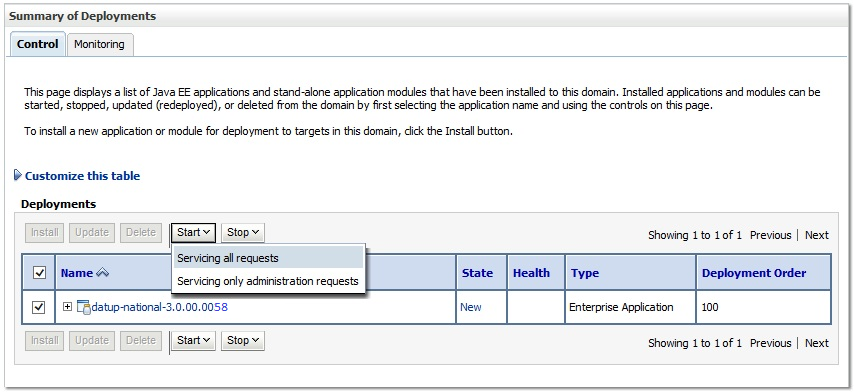 Summary of Deployments
Control Monitoring
This page displays a list of Java EE applications and stand-alone application modules that have been installed to this domain. Installed applications and modules can be
started, stopped, updated (redeployed), or deleted from the domain by first selecting the application name and using the controls on this page.
To install a new application or module for deployment to targets in this domain, click the Install button.
Customize this table
Deployments
Install Update Delete Start Stop Showing 1 to 1 of 1 Previous | Next
Servicing all requests
Servicing only administration requests
Name State Health Type Deployment Order
datup-national-3.0.00.0058 New Enterprise Application 100
Install Update Delete Start Stop Showing 1 to 1 of 1 Previous | Next